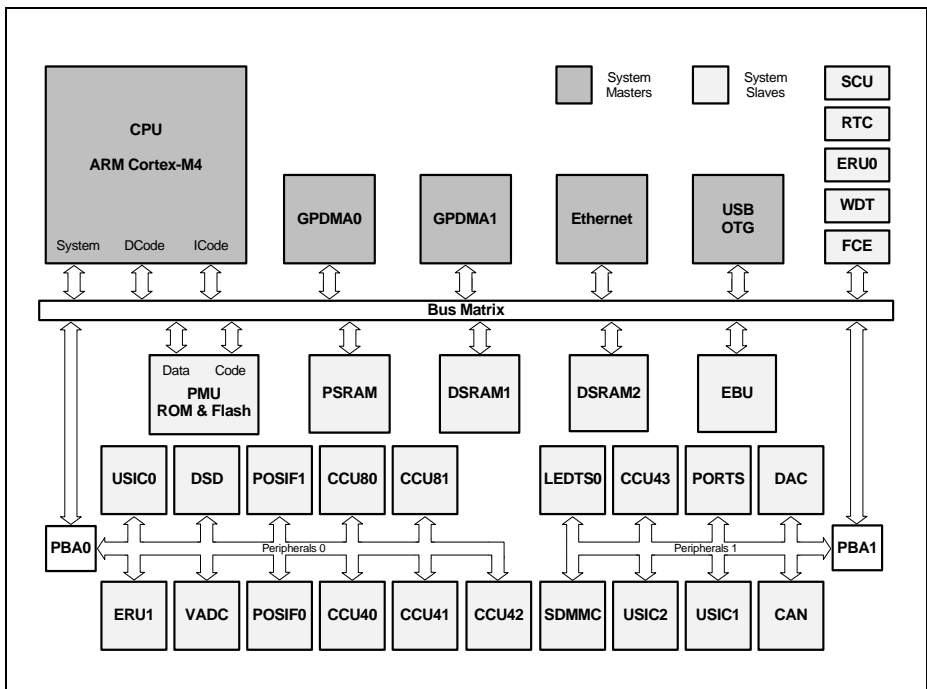 System
Masters
System
Slaves
SCU
RTC
ERU0
WDT
FCE
CPU
ARM Cortex-M4
System DCode ICode
GPDMA0
GPDMA1
Ethernet
USB
OTG
Bus Matrix
Data Code
PMU
ROM & Flash
PSRAM
DSRAM1
DSRAM2
EBU
USIC0
DSD
POSIF1
CCU80
CCU81
LEDTS0
CCU43
PORTS
DAC
PBA0
Peripherals 0
Peripherals 1
PBA1
ERU1
VADC
POSIF0
CCU40
CCU41
CCU42
SDMMC
USIC2
USIC1
CAN